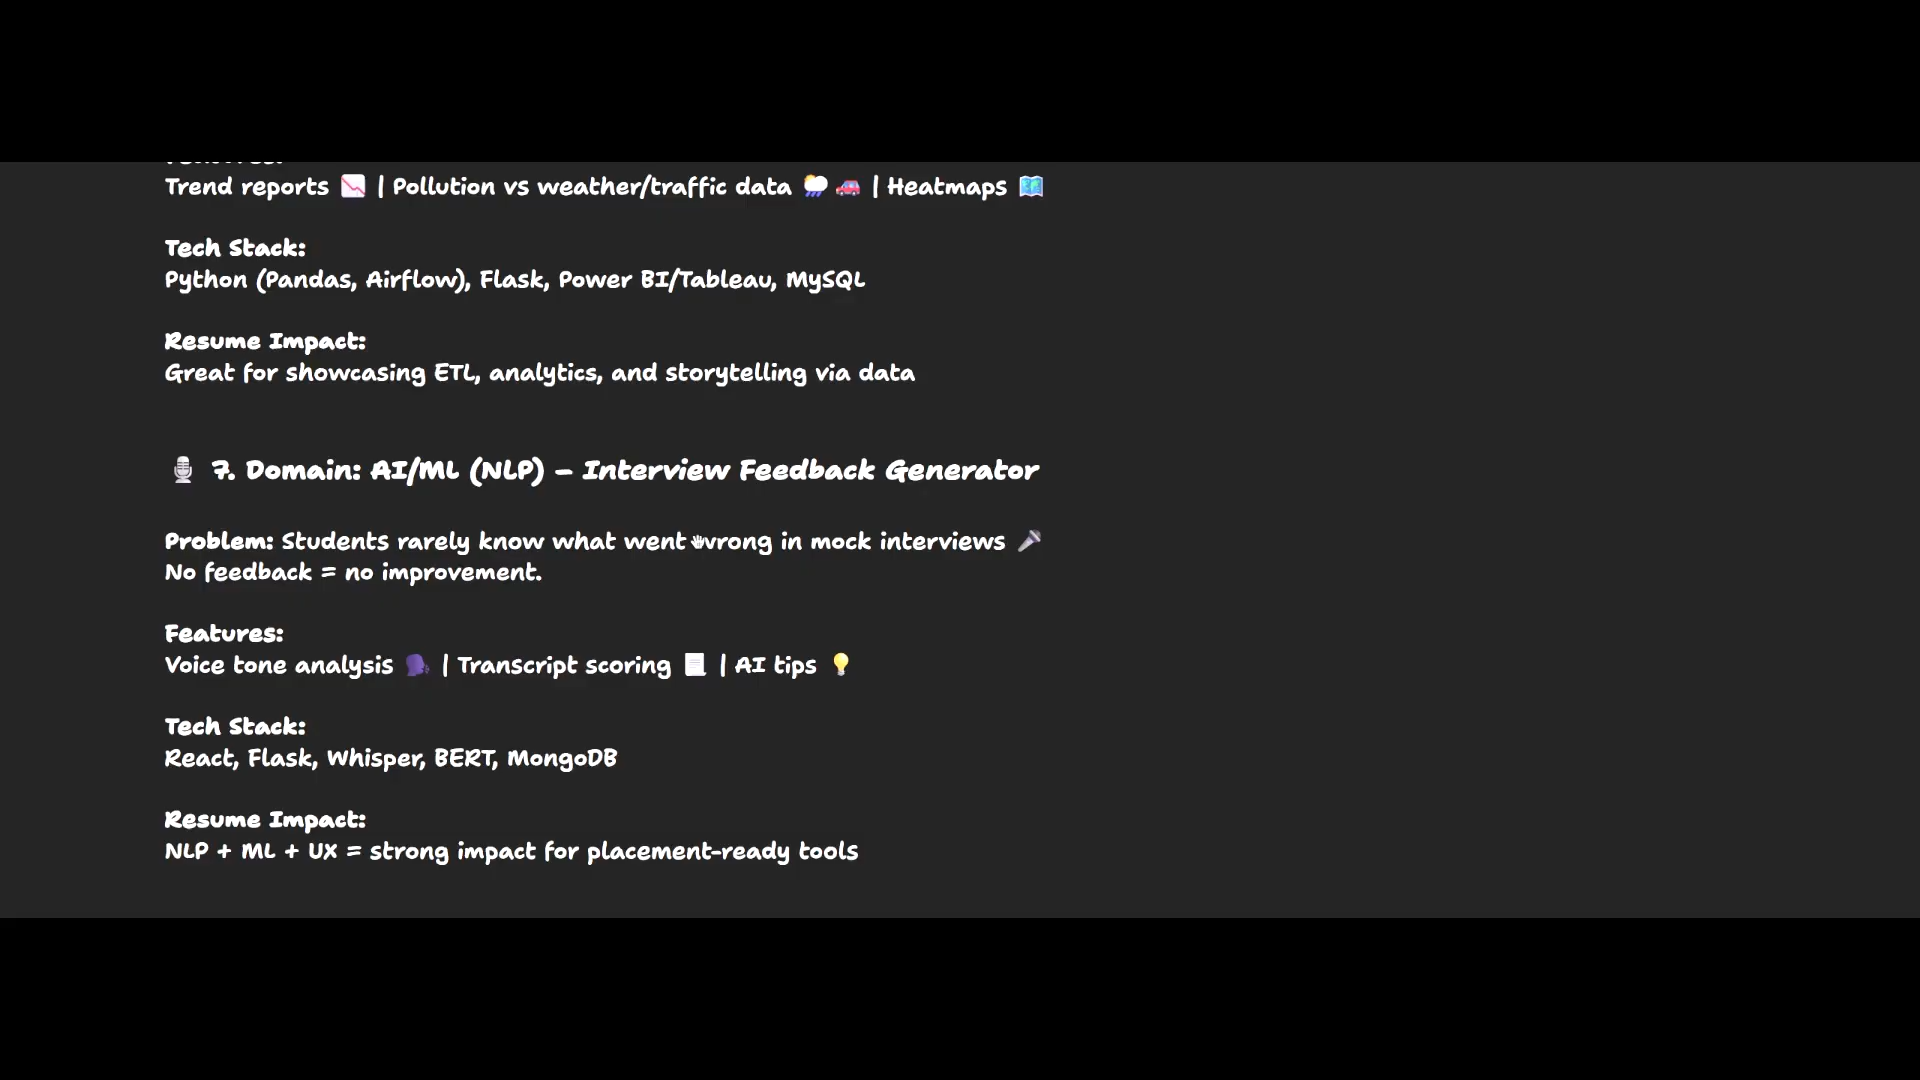 Trend reports 📉 | Pollution vs weather/traffic data 🌦🚗 | Heatmaps 🗺
Tech Stack:
Python (Pandas, Airflow), Flask, Power BI/Tableau, MySQL
Resume Impact:
Great for showcasing ETL, analytics, and storytelling via data
🎙 7. Domain: AI/ML (NLP) – Interview Feedback Generator
Problem: Students rarely know what went wrong in mock interviews 🎤
No feedback = no improvement.
Features:
Voice tone analysis 🗣 | Transcript scoring 📃 | AI tips 💡
Tech Stack:
React, Flask, Whisper, BERT, MongoDB
Resume Impact:
NLP + ML + UX = strong impact for placement-ready tools